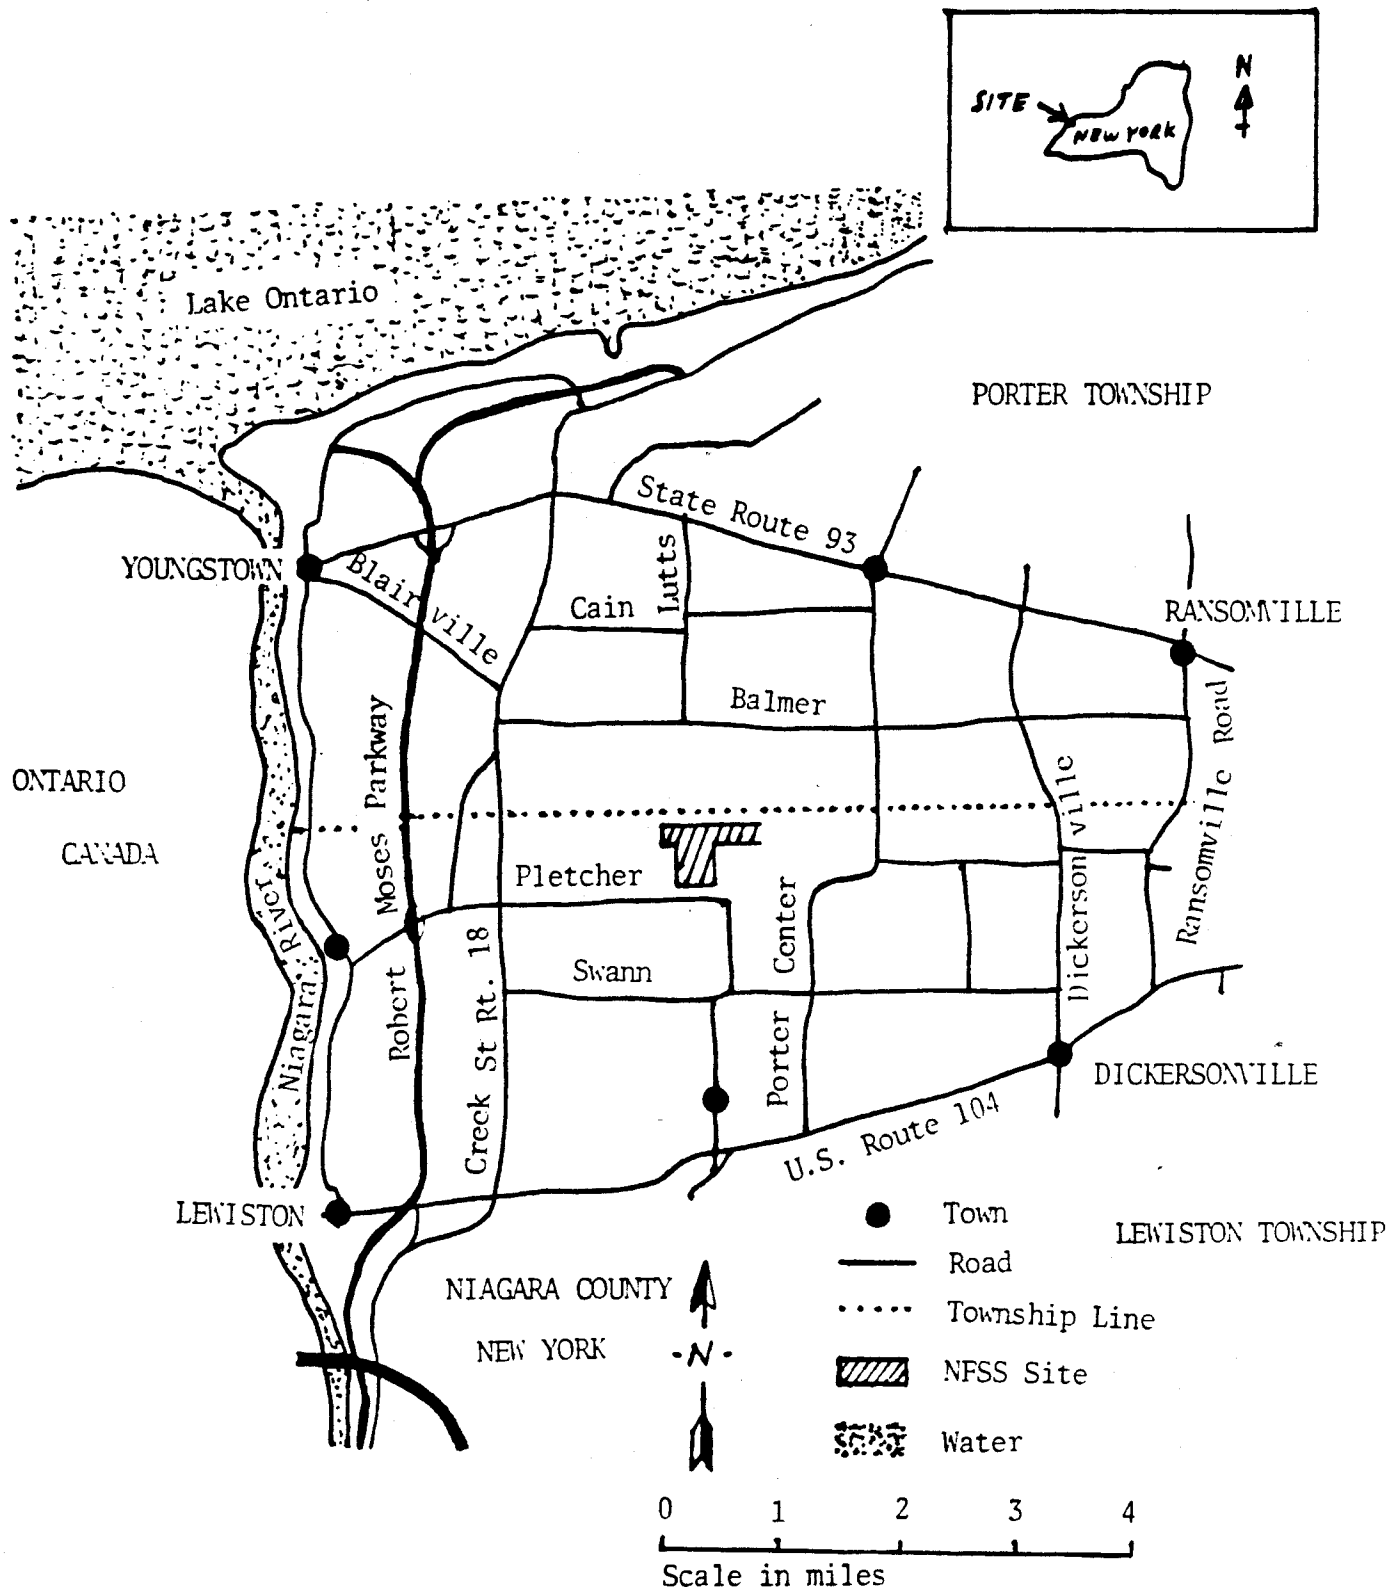 N
SITE
NEW YORK
Lake Ontario
PORTER TOWNSHIP
State Route 93
YOUNGSTOWN
Blairville
Lutts
Cain
RANSOMVILLE
Balmer
Ransomville Road
ONTARIO
CANADA
Robert Moses Parkway
Dickersonville
Pletcher
Niagara River
Creek St Rt. 18
Swann
Porter Center
DICKERSONVILLE
U.S. Route 104
LEWISTON
Town
LEWISTON TOWNSHIP
Road
NIAGARA COUNTY
NEW YORK
Township Line
-N-
NFSS Site
Water
0 1 2 3 4
Scale in miles